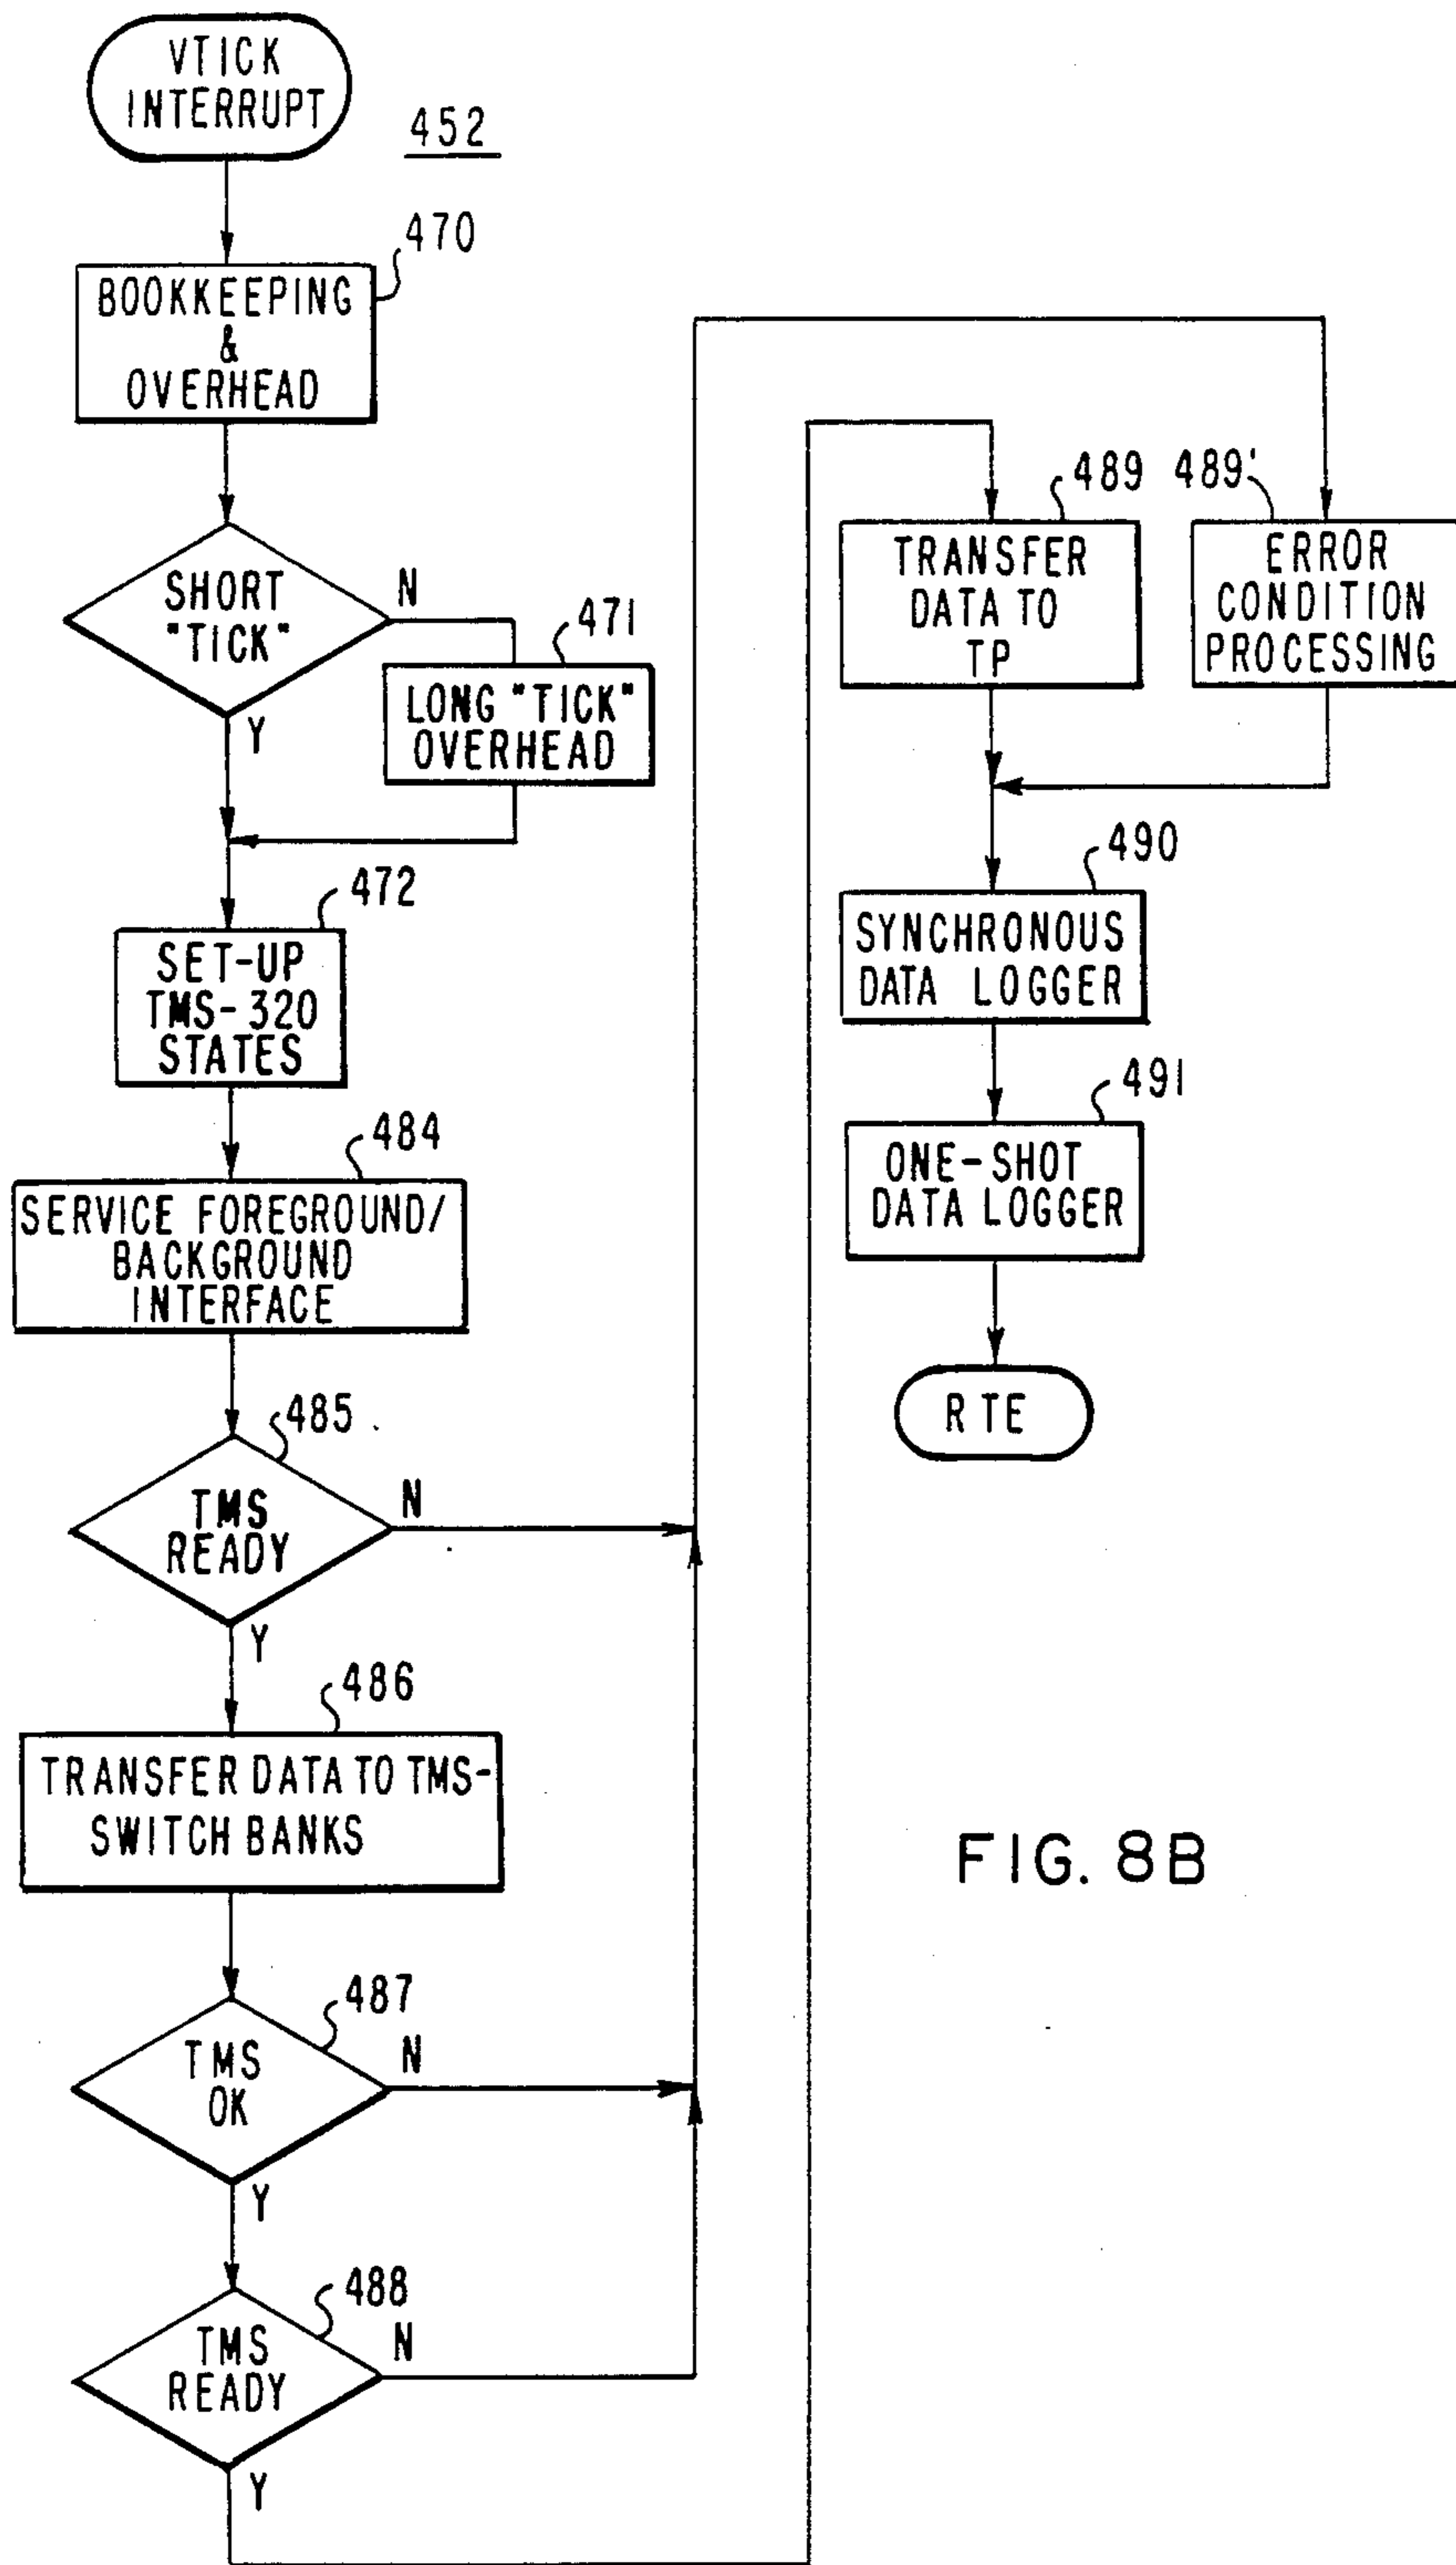 VTICK
INTERRUPT
452
470
BOOKKEEPING
&
OVERHEAD
SHORT
"TICK"
N
Y
471
LONG "TICK"
OVERHEAD
472
SET-UP
TMS-320
STATES
484
SERVICE FOREGROUND/
BACKGROUND
INTERFACE
485
TMS
READY
N
Y
486
TRANSFER DATA TO TMS-
SWITCH BANKS
487
TMS
OK
N
Y
488
TMS
READY
N
Y
489
TRANSFER
DATA TO
TP
489'
ERROR
CONDITION
PROCESSING
490
SYNCHRONOUS
DATA LOGGER
491
ONE-SHOT
DATA LOGGER
RTE
FIG. 8B